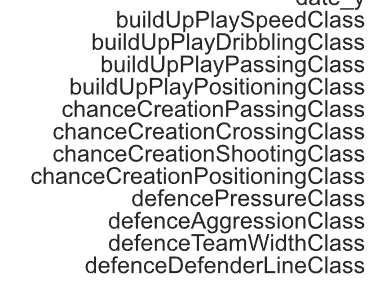 date_y
buildUpPlaySpeedClass
buildUpPlayDribblingClass
buildUpPlayPassingClass
buildUpPlayPositioningClass
chanceCreationPassingClass
chanceCreationCrossingClass
chanceCreationShootingClass
chanceCreationPositioningClass
defencePressureClass
defenceAggressionClass
defenceTeamWidthClass
defenceDefenderLineClass